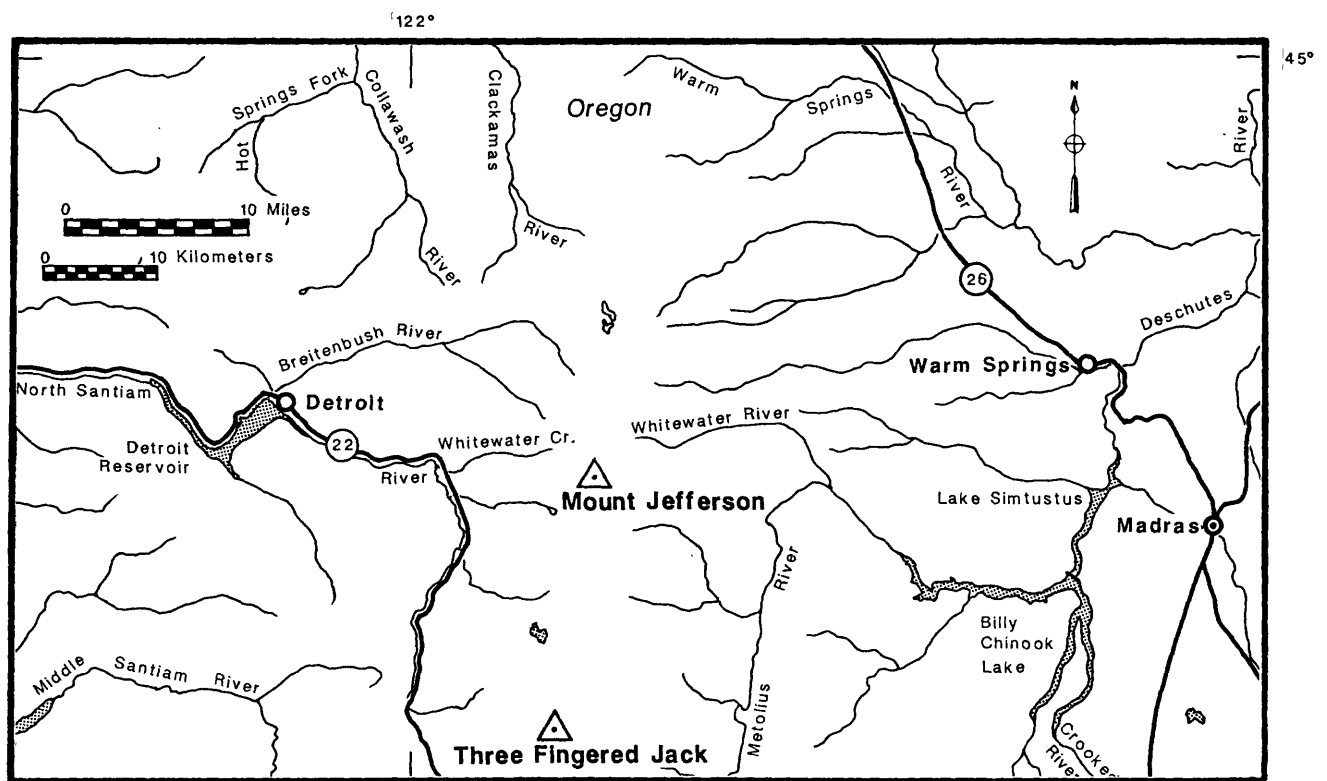 122°
45°
Oregon
N
Warm
Springs
River
River
Springs Fork
Hot
Collawash
River
Clackamas
River
0 10 Miles
0 10 Kilometers
26
Deschutes
Breitenbush River
Warm Springs
North Santiam
Detroit
Detroit
Reservoir
22
River
Whitewater Cr.
Whitewater River
Mount Jefferson
Lake Simtustus
Madras
River
Metolius
Billy
Chinook
Lake
Middle
Santiam River
Three Fingered Jack
Crooked
River